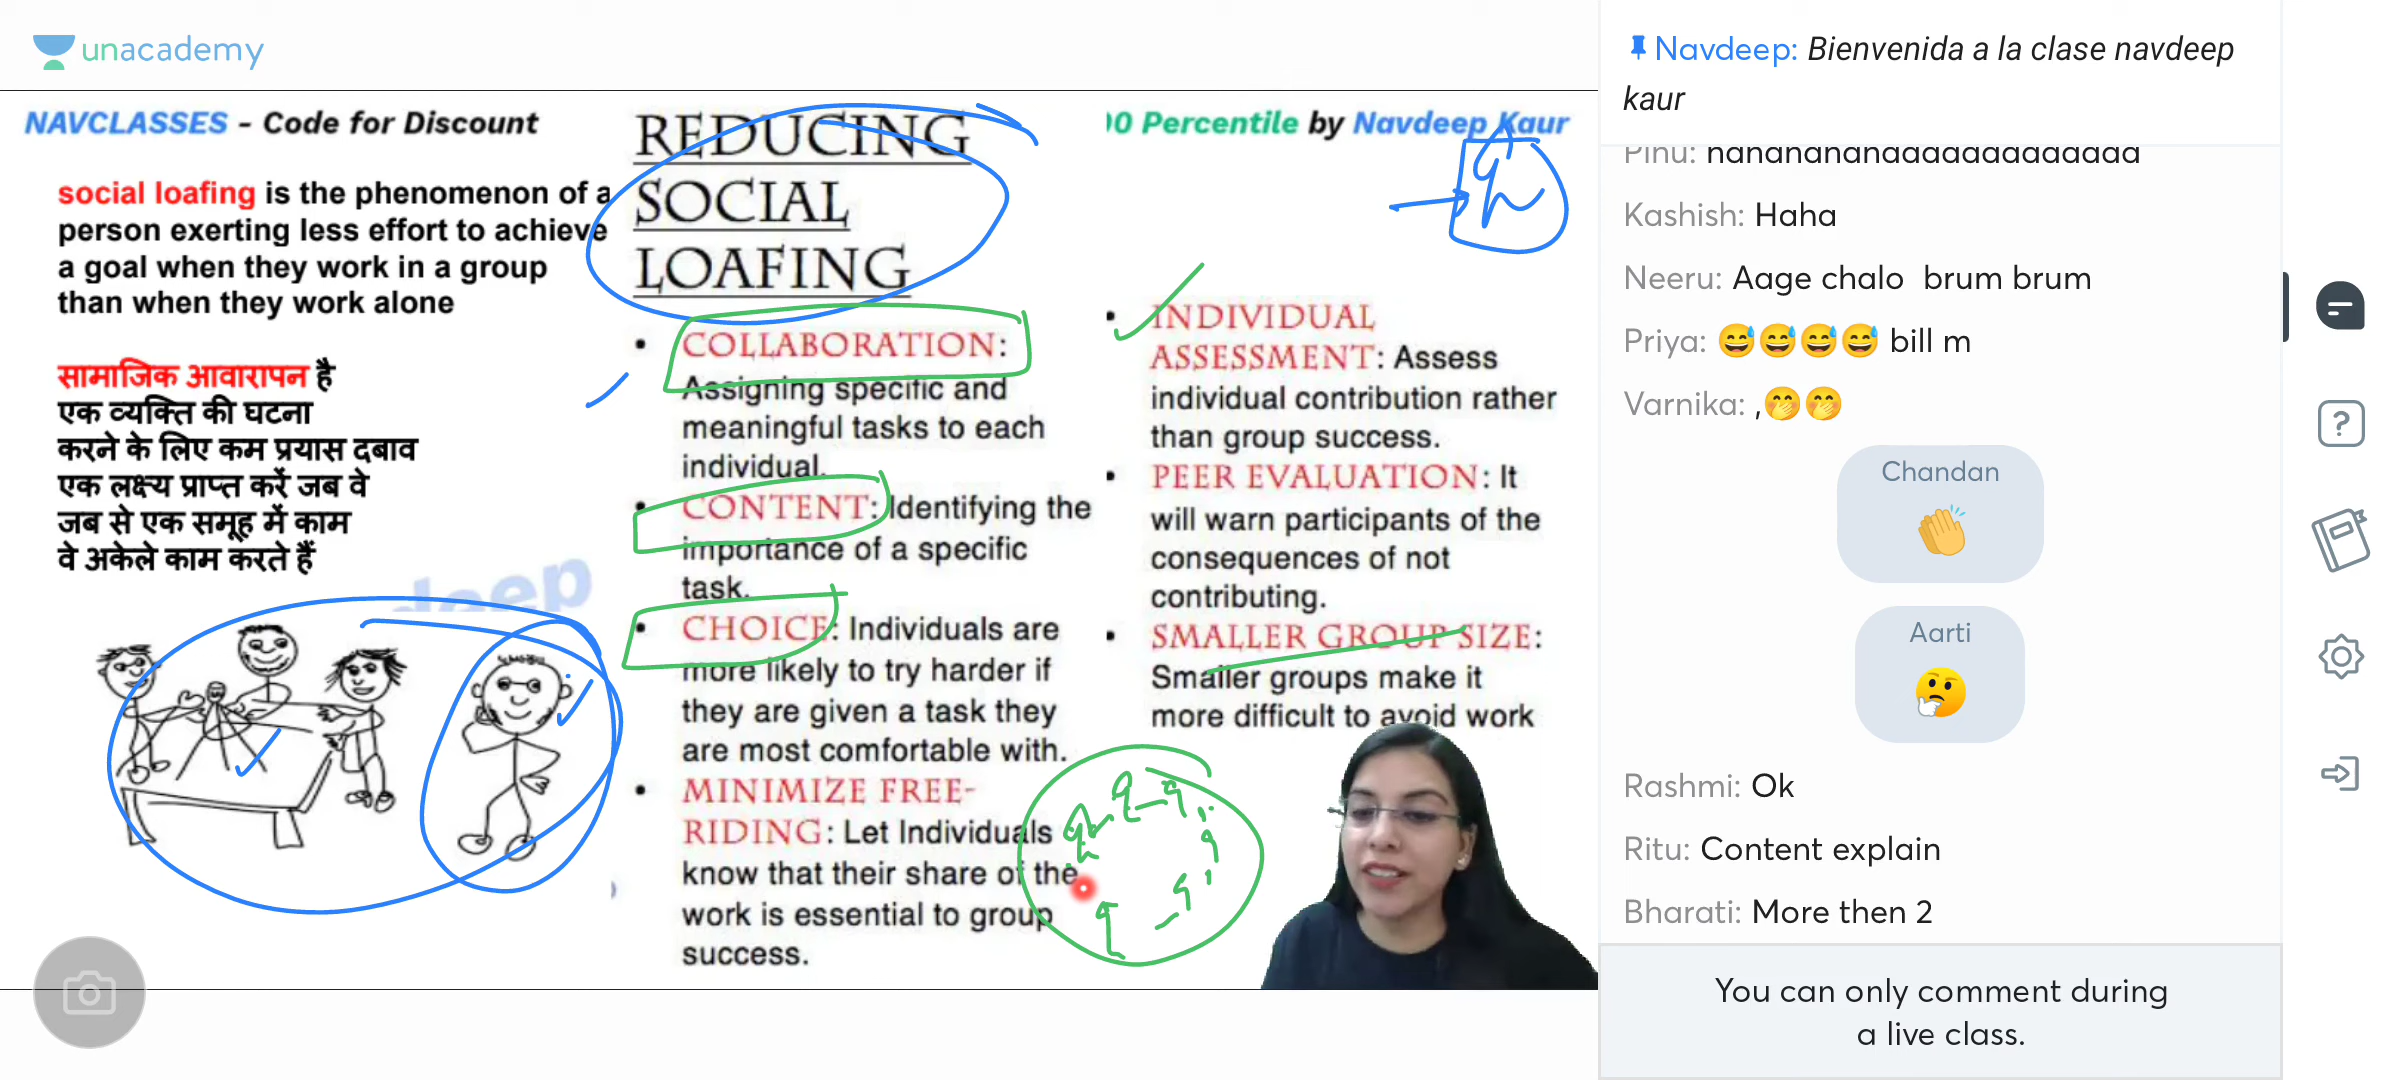 unacademy
NAVCLASSES - Code for Discount
social loafing is the phenomenon of a
person exerting less effort to achieve
a goal when they work in a group
than when they work alone
सामाजिक आवारापन है
एक व्यक्ति की घटना
करने के लिए कम प्रयास दबाव
एक लक्ष्य प्राप्त करें जब वे
जब से एक समूह में काम
वे अकेले काम करते हैं
deep
REDUCING
SOCIAL
LOAFING
• COLLABORATION:
Assigning specific and
meaningful tasks to each
individual.
• CONTENT: Identifying the
importance of a specific
task.
• CHOICE: Individuals are
more likely to try harder if
they are given a task they
are most comfortable with.
• MINIMIZE FREE-
RIDING: Let Individuals
know that their share of the
work is essential to group
success.
0 Percentile by Navdeep Kaur
• INDIVIDUAL
ASSESSMENT: Assess
individual contribution rather
than group success.
• PEER EVALUATION: It
will warn participants of the
consequences of not
contributing.
• SMALLER GROUP SIZE:
Smaller groups make it
more difficult to avoid work
Navdeep: Bienvenida a la clase navdeep
kaur
Kashish: Haha
Neeru: Aage chalo brum brum
Priya: 😅😅😅😅 bill m
Varnika: ,🤭🤭
Chandan
👏
Aarti
🤔
Rashmi: Ok
Ritu: Content explain
Bharati: More then 2
You can only comment during
a live class.